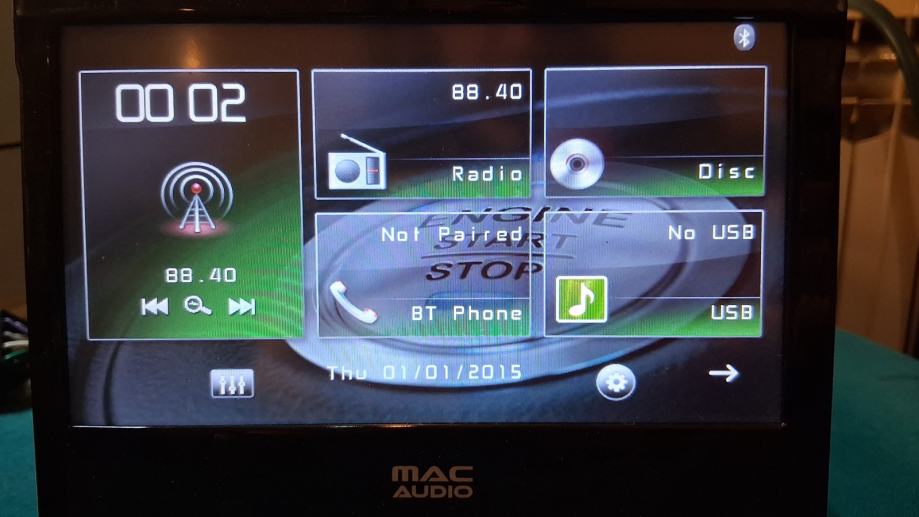 00 02
88.40
88.40
Radio
Disc
Not Paired
BT Phone
No USB
USB
ENGINE
START
STOP
Thu 01/01/2015
MAC
AUDIO